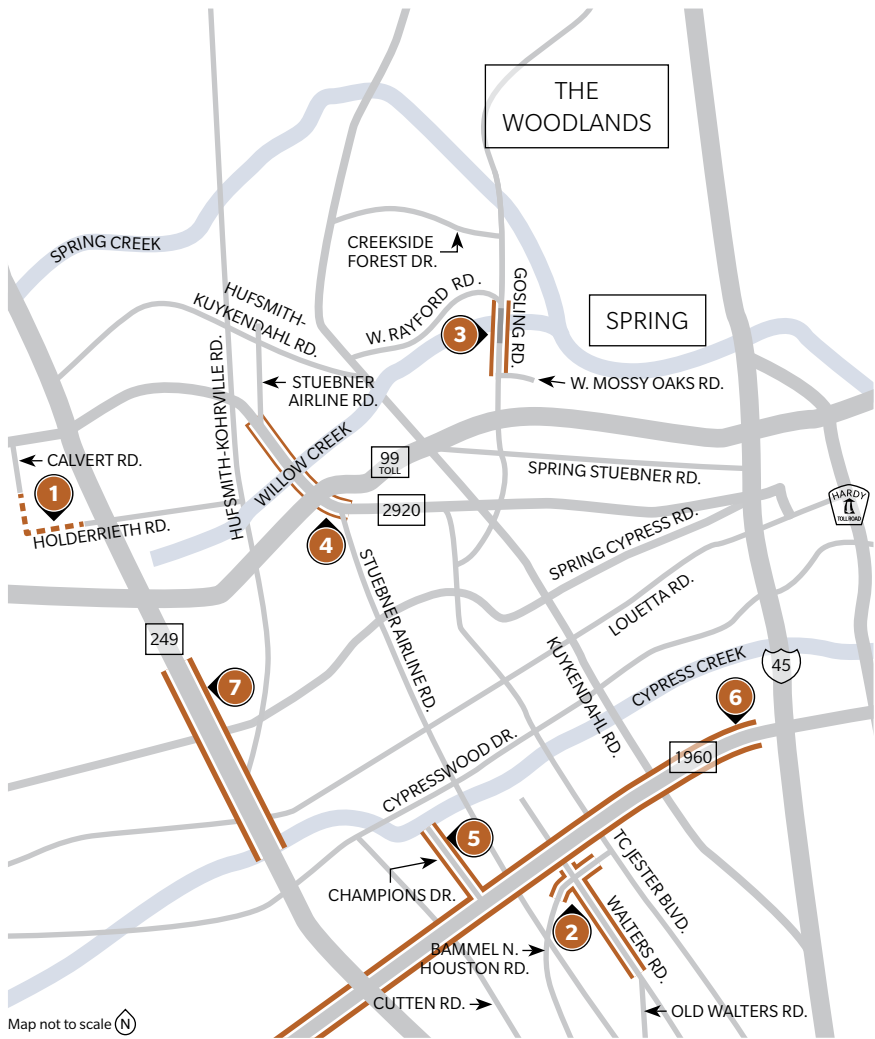 THE
WOODLANDS
SPRING CREEK
CREEKSIDE
FOREST DR.
HUFSMITH-
KUYKENDAHL RD.
W. RAYFORD RD.
GOSLING RD.
3
SPRING
HUFSMITH-KOHRVILLE RD.
STUEBNER
AIRLINE RD.
W. MOSSY OAKS RD.
WILLOW CREEK
CALVERT RD.
99
TOLL
SPRING STUEBNER RD.
1
HOLDERRIETH RD.
2920
HARDY
TOLL ROAD
4
SPRING CYPRESS RD.
STUEBNER AIRLINE RD.
LOUETTA RD.
249
KUYKENDAHL RD.
CYPRESS CREEK
45
7
6
CYPRESSWOOD DR.
1960
5
CHAMPIONS DR.
TC JESTER BLVD.
WALTERS RD.
2
BAMMEL N.
HOUSTON RD.
CUTTEN RD.
OLD WALTERS RD.
Map not to scale N